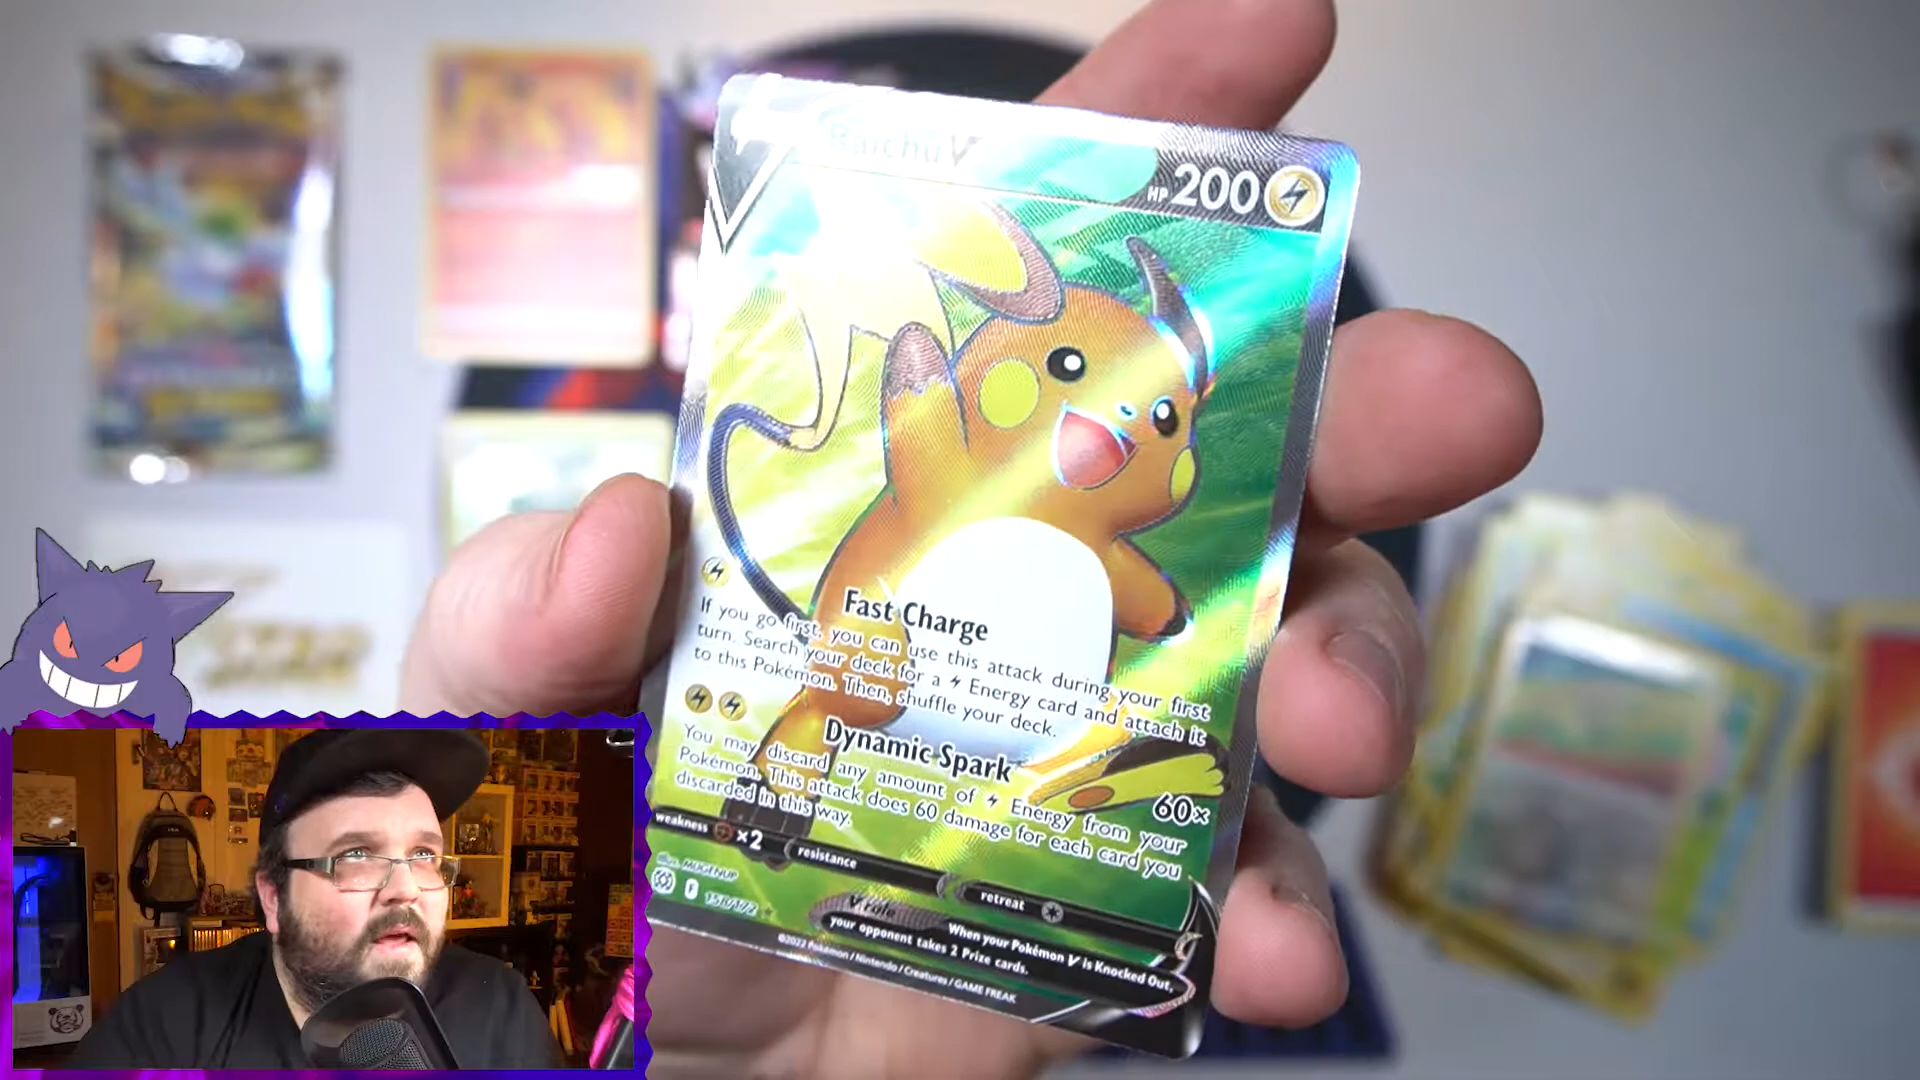 Raichu V
HP 200
Fast Charge
If you go first, you can use this attack during your first
turn. Search your deck for a Energy card and attach it
to this Pokémon. Then, shuffle your deck.
Dynamic Spark 60×
You may discard any amount of Energy from your
Pokémon. This attack does 60 damage for each card you
discarded in this way.
weakness ×2 resistance retreat
Illus. MUGENUP
F 158/172
V rule
When your Pokémon V is Knocked Out,
your opponent takes 2 Prize cards.
©2022 Pokémon / Nintendo / Creatures / GAME FREAK